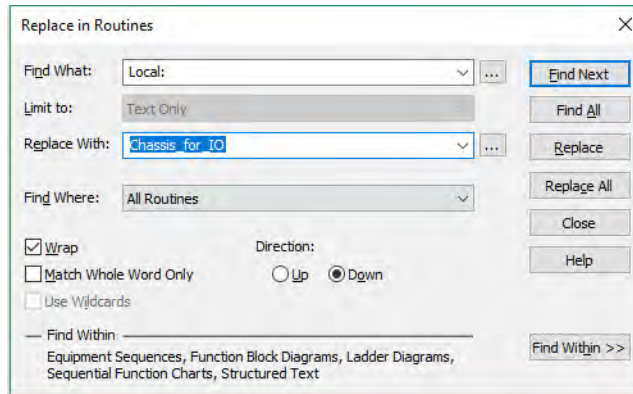 Replace in Routines
Find What: Local: ... Find Next
Limit to: Text Only Find All
Replace With: Chassis_for_IO ... Replace
Find Where: All Routines Replace All
Close
Wrap Direction:
Match Whole Word Only Up Down Help
Use Wildcards
Find Within
Equipment Sequences, Function Block Diagrams, Ladder Diagrams, Find Within >>
Sequential Function Charts, Structured Text